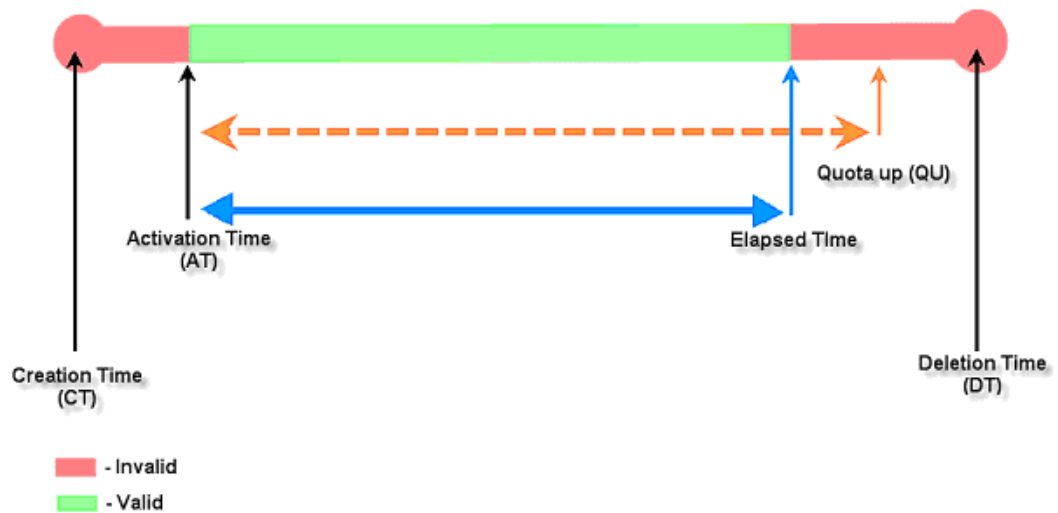 Quota up (QU)
Activation Time
(AT)
Elapsed TIme
Creation Time
(CT)
Deletion Time
(DT)
- Invalid
- Valid